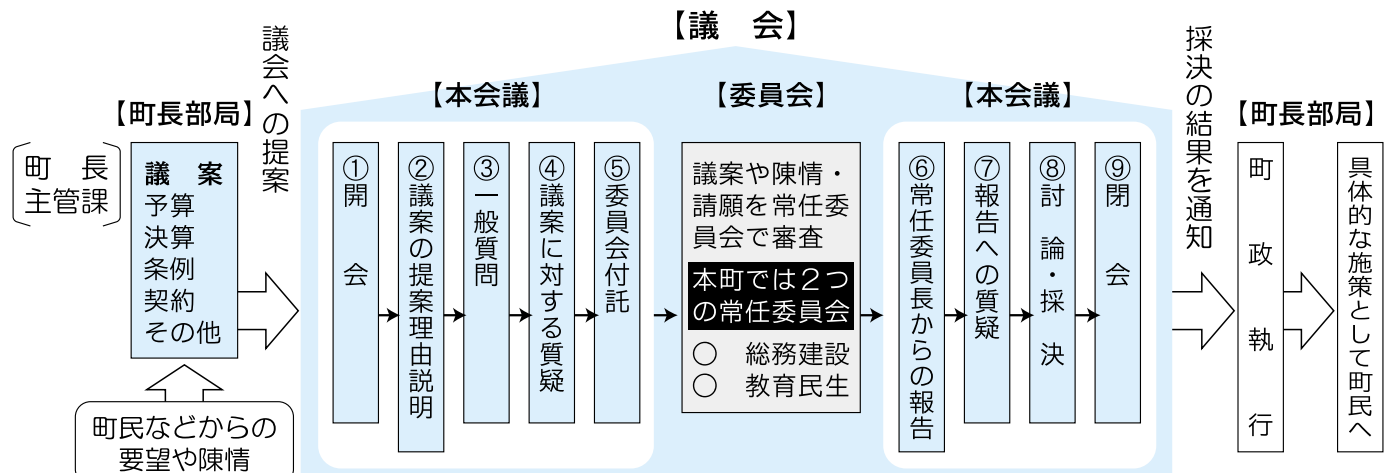 【議　会】
【町長部局】
町　長
主管課
議　案
予算
決算
条例
契約
その他
町民などからの
要望や陳情
議会への提案
【本会議】
①開　会
②議案の提案理由説明
③一般質問
④議案に対する質疑
⑤委員会付託
【委員会】
議案や陳情・
請願を常任委
員会で審査
本町では２つ
の常任委員会
○　総務建設
○　教育民生
【本会議】
⑥常任委員長からの報告
⑦報告への質疑
⑧討　論・採　決
⑨閉　会
採決の結果を通知
【町長部局】
町政執行
具体的な施策として町民へ